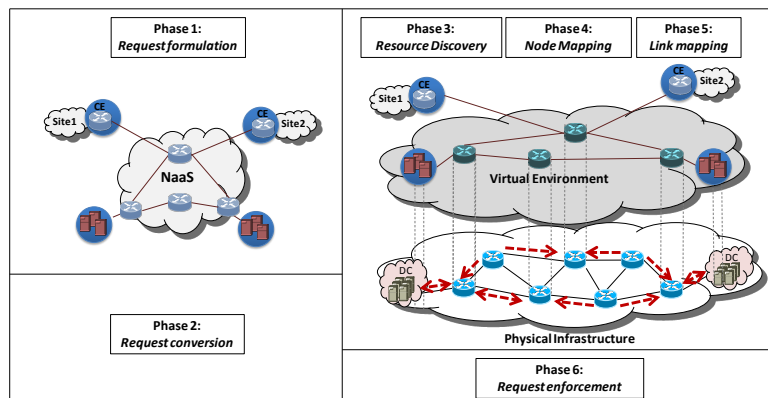 Phase 1:
Request formulation
CE
Site1
CE
Site2
NaaS
Phase 2:
Request conversion
Phase 3:
Resource Discovery
Phase 4:
Node Mapping
Phase 5:
Link mapping
CE
Site1
CE
Site2
Virtual Environment
DC
DC
Physical Infrastructure
Phase 6:
Request enforcement